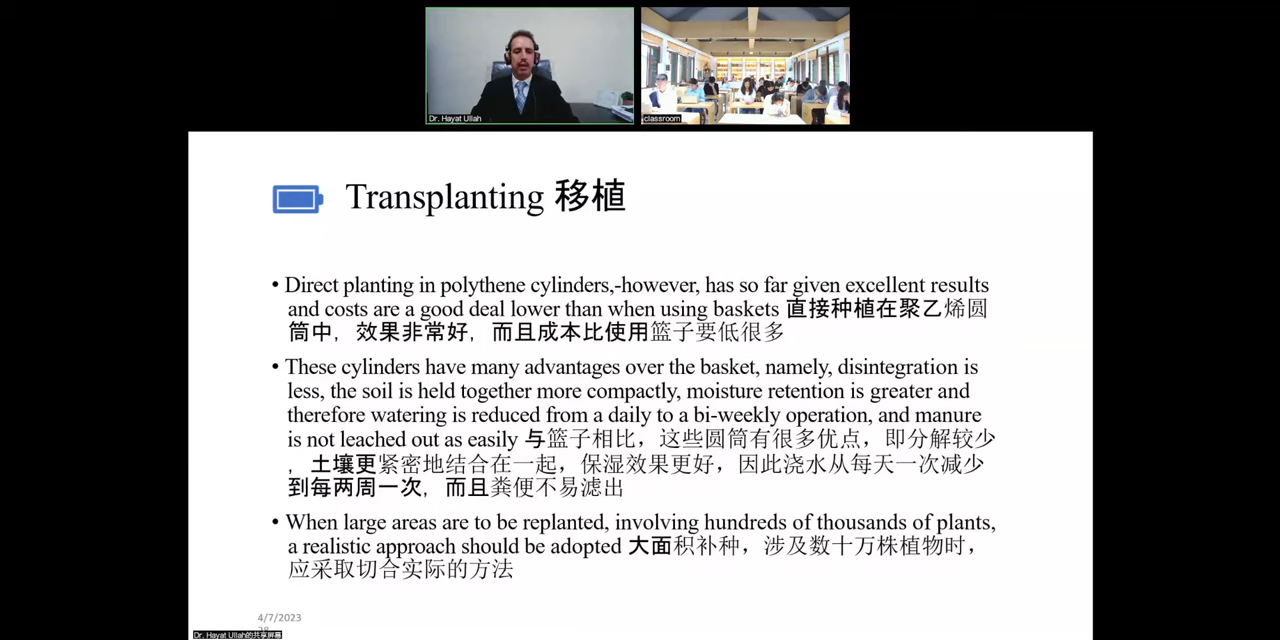 Dr. Hayat Ullah
classroom
Transplanting 移植
• Direct planting in polythene cylinders,-however, has so far given excellent results
and costs are a good deal lower than when using baskets 直接种植在聚乙烯圆
筒中，效果非常好，而且成本比使用篮子要低很多
• These cylinders have many advantages over the basket, namely, disintegration is
less, the soil is held together more compactly, moisture retention is greater and
therefore watering is reduced from a daily to a bi-weekly operation, and manure
is not leached out as easily 与篮子相比，这些圆筒有很多优点，即分解较少
，土壤更紧密地结合在一起，保湿效果更好，因此浇水从每天一次减少
到每两周一次，而且粪便不易滤出
• When large areas are to be replanted, involving hundreds of thousands of plants,
a realistic approach should be adopted 大面积补种，涉及数十万株植物时，
应采取切合实际的方法
4/7/2023
Dr. Hayat Ullah的共享屏幕